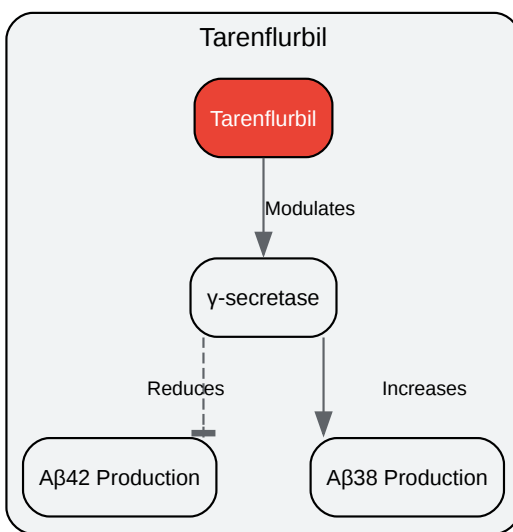 Tarenflurbil
Tarenflurbil
Modulates
γ-secretase
Reduces
Increases
Aβ42 Production
Aβ38 Production